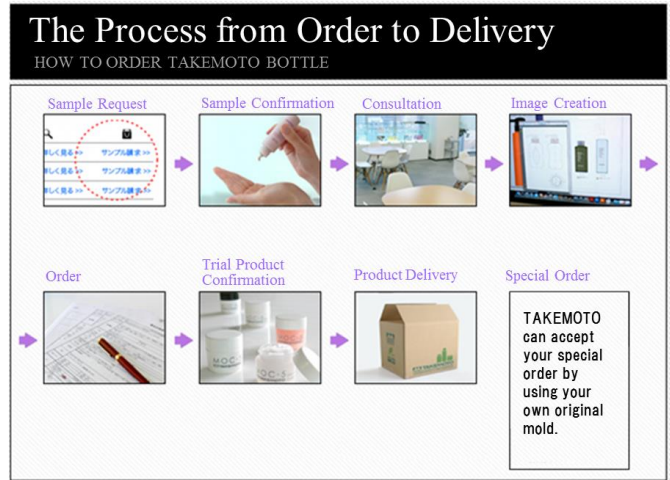 The Process from Order to Delivery
HOW TO ORDER TAKEMOTO BOTTLE
Sample Request
Sample Confirmation
Consultation
Image Creation
しく見る >> サンプル請求 >>
しく見る >> サンプル請求 >>
しく見る >> サンプル請求 >>
Order
Trial Product
Confirmation
Product Delivery
Special Order
MOC
TAKEMOTO
can accept
your special
order by
using your
own original
mold.